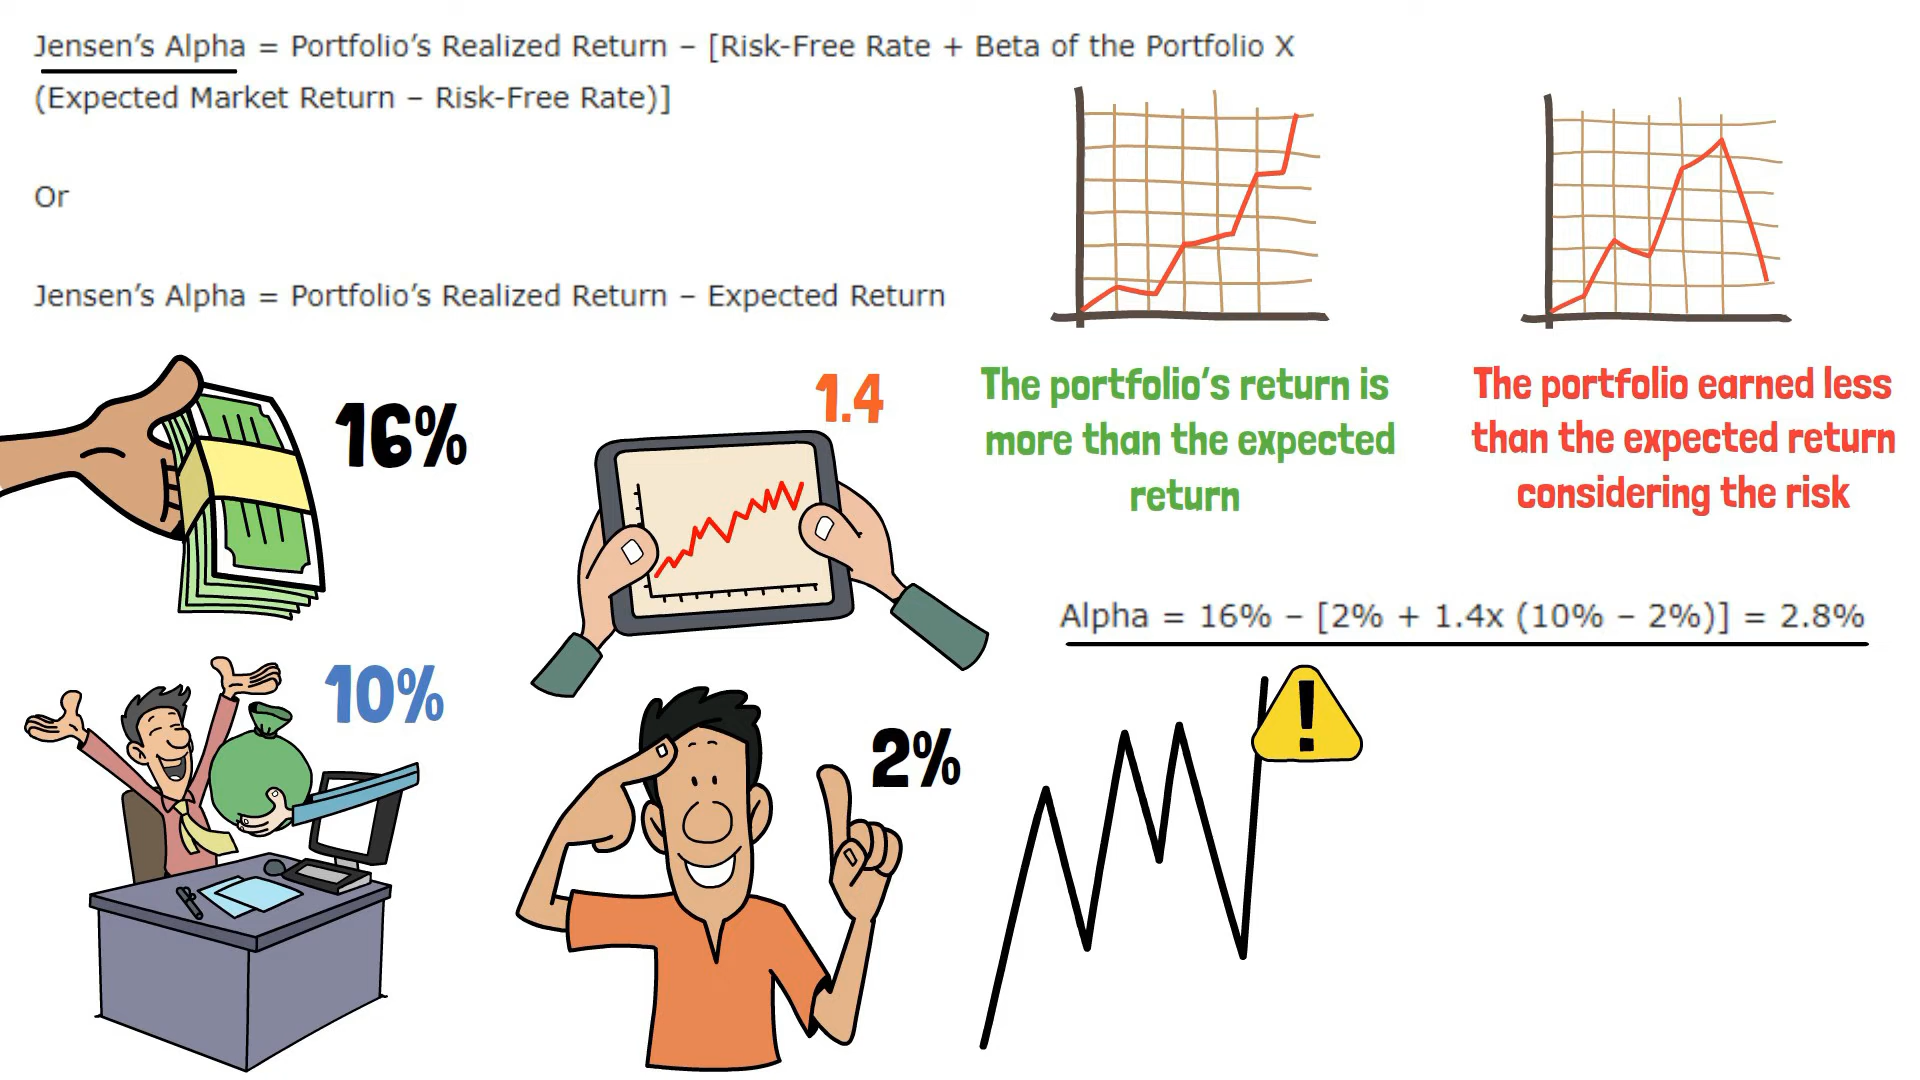 Jensen’s Alpha = Portfolio’s Realized Return – [Risk-Free Rate + Beta of the Portfolio X
(Expected Market Return – Risk-Free Rate)]
Or
Jensen’s Alpha = Portfolio’s Realized Return – Expected Return
16%
1.4
The portfolio’s return is
more than the expected
return
The portfolio earned less
than the expected return
considering the risk
Alpha = 16% – [2% + 1.4x (10% – 2%)] = 2.8%
10%
2%
!